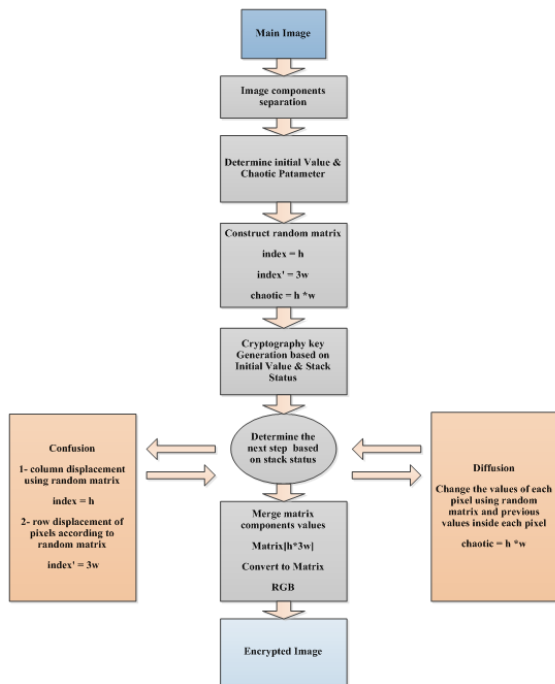 Main Image
Image components
separation
Determine initial Value &
Chaotic Patameter
Construct random matrix
index = h
index' = 3w
chaotic = h *w
Cryptography key
Generation based on
Initial Value & Stack
Status
Determine the
next step based
on stack status
Confusion
1- column displacement
using random matrix
index = h
2- row displacement of
pixels according to
random matrix
index' = 3w
Diffusion
Change the values of each
pixel using random
matrix and previous
values inside each pixel
chaotic = h *w
Merge matrix
components values
Matrix[h*3w]
Convert to Matrix
RGB
Encrypted Image